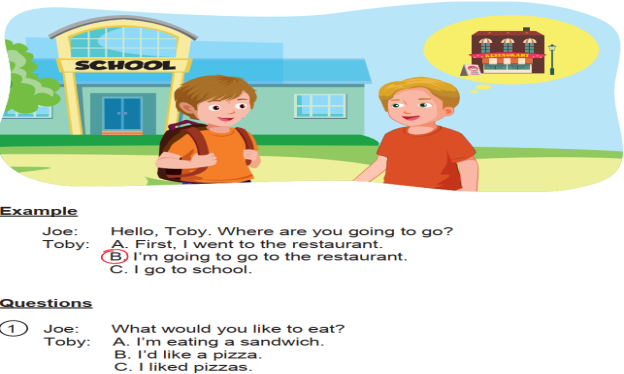 SCHOOL
RESTAURANT
Example
Joe: Hello, Toby. Where are you going to go?
Toby: A. First, I went to the restaurant.
B. I'm going to go to the restaurant.
C. I go to school.
Questions
1 Joe: What would you like to eat?
Toby: A. I'm eating a sandwich.
B. I'd like a pizza.
C. I liked pizzas.